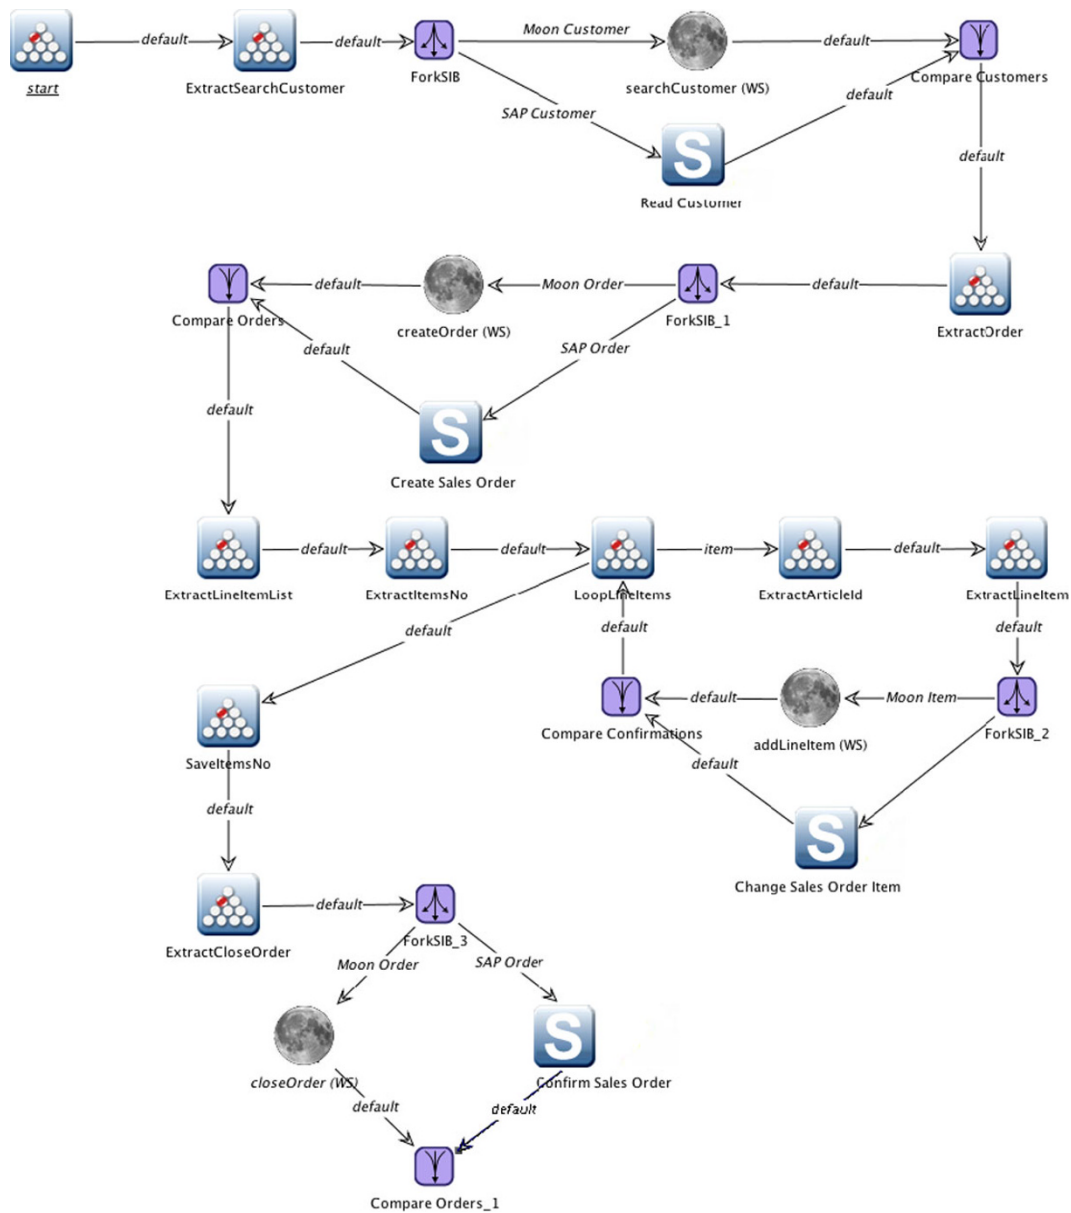 default
default
Moon Customer
default
start
ExtractSearchCustomer
ForkSIB
searchCustomer (WS)
Compare Customers
SAP Customer
default
S
default
Read Customer
default
Moon Order
default
Compare Orders
createOrder (WS)
ForkSIB_1
ExtractOrder
default
SAP Order
default
S
Create Sales Order
default
default
item
default
ExtractLineItemList
ExtractItemsNo
LoopLineItems
ExtractArticleId
ExtractLineItem
default
default
default
default
Moon Item
Compare Confirmations
addLineItem (WS)
ForkSIB_2
SaveItemsNo
default
default
S
Change Sales Order Item
default
ExtractCloseOrder
ForkSIB_3
Moon Order
SAP Order
S
closeOrder (WS)
Confirm Sales Order
default
default
Compare Orders_1